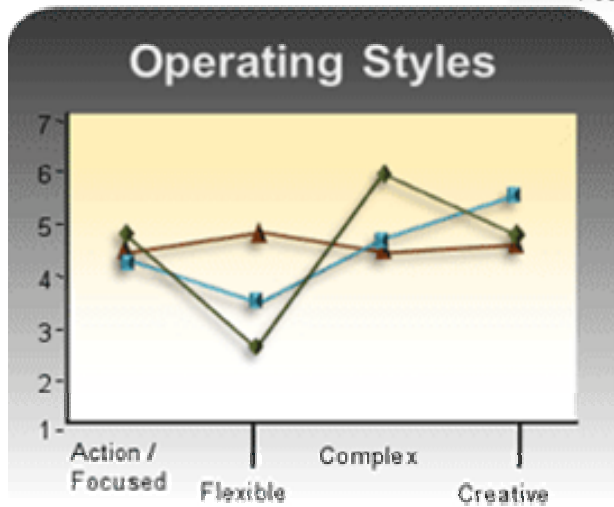 Operating Styles
7
6
5
4
3
2
1
Action /
Focused
Flexible
Complex
Creative